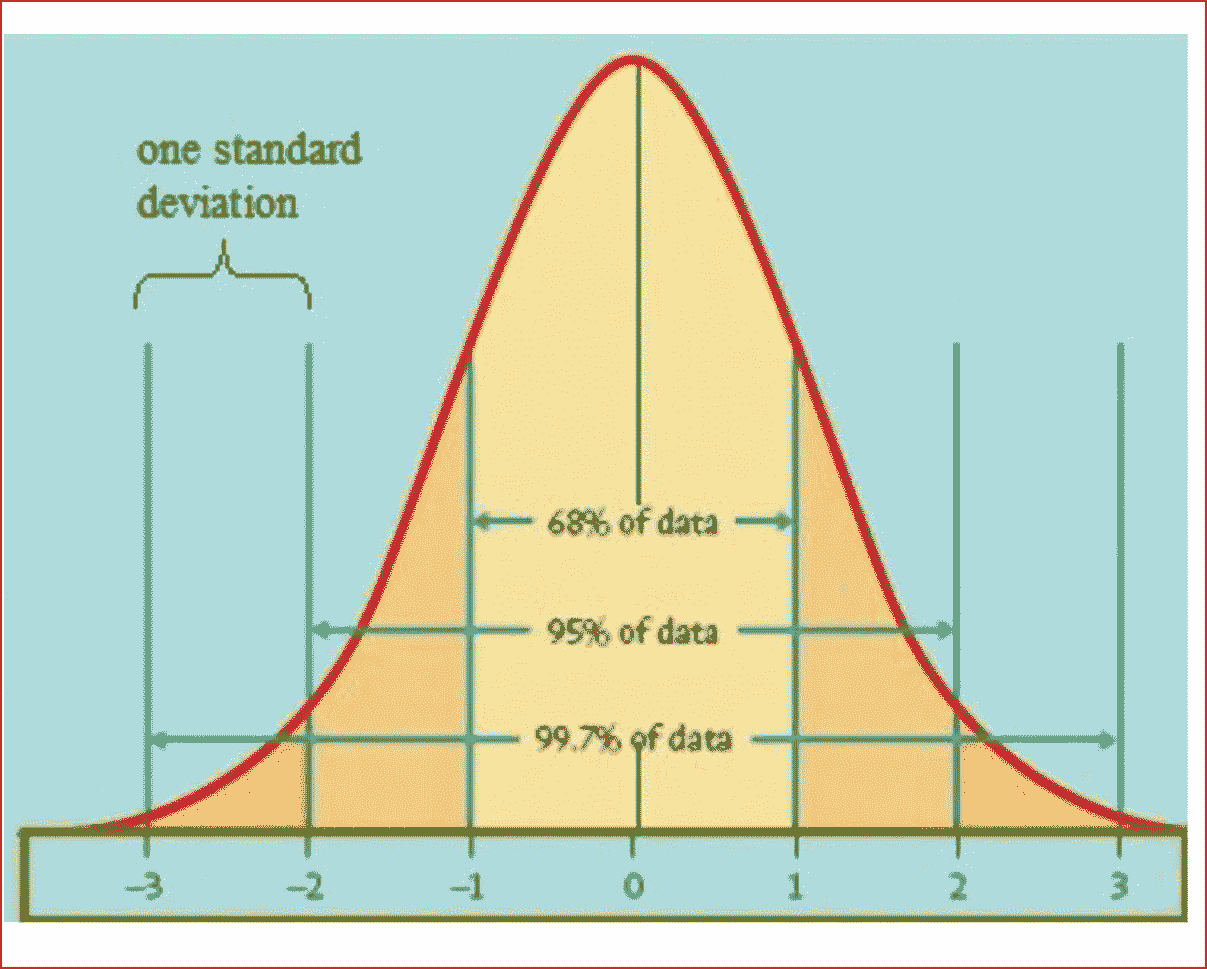 one standard
deviation
68% of data
95% of data
99.7% of data
–3 –2 –1 0 1 2 3